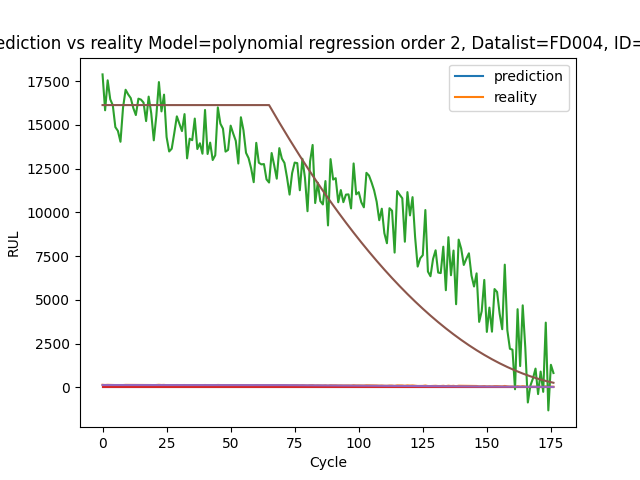 ediction vs reality Model=polynomial regression order 2, Datalist=FD004, ID=
prediction
reality
RUL
17500
15000
12500
10000
7500
5000
2500
0
0 25 50 75 100 125 150 175
Cycle